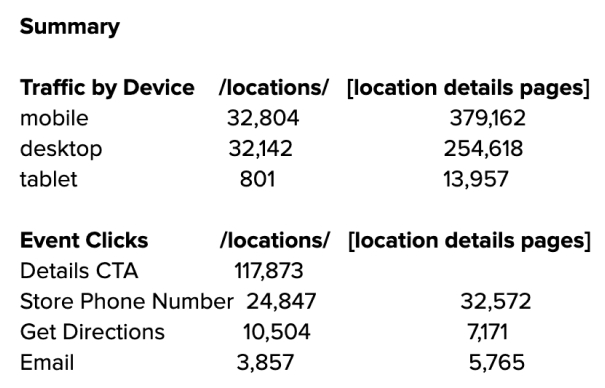 Summary
Traffic by Device /locations/ [location details pages]
mobile 32,804 379,162
desktop 32,142 254,618
tablet 801 13,957
Event Clicks /locations/ [location details pages]
Details CTA 117,873
Store Phone Number 24,847 32,572
Get Directions 10,504 7,171
Email 3,857 5,765